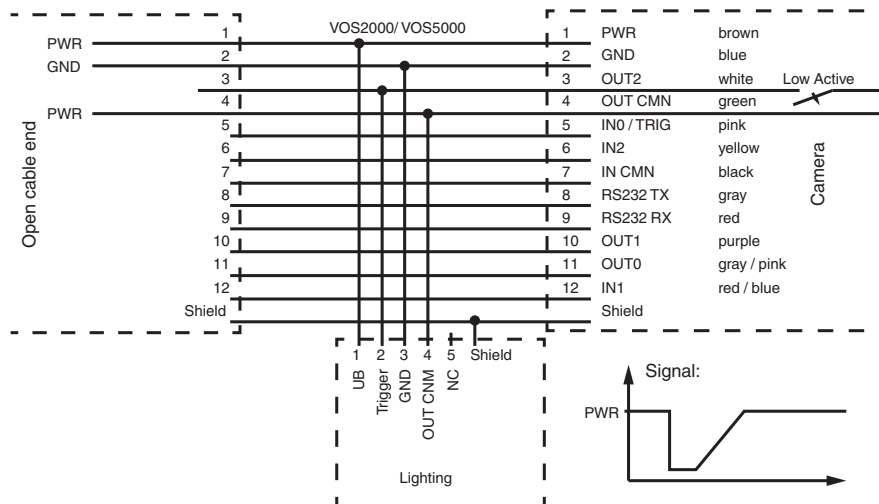 VOS2000/ VOS5000
PWR 1 1 PWR brown
GND 2 2 GND blue
3 3 OUT2 white Low Active
PWR 4 4 OUT CMN green
5 5 IN0 / TRIG pink
6 6 IN2 yellow
7 7 IN CMN black
8 8 RS232 TX gray
9 9 RS232 RX red
10 10 OUT1 purple
11 11 OUT0 gray / pink
12 12 IN1 red / blue
Shield Shield
Open cable end
Camera
1 2 3 4 5 Shield
UB
Trigger
GND
OUT CNM
NC
Lighting
Signal:
PWR